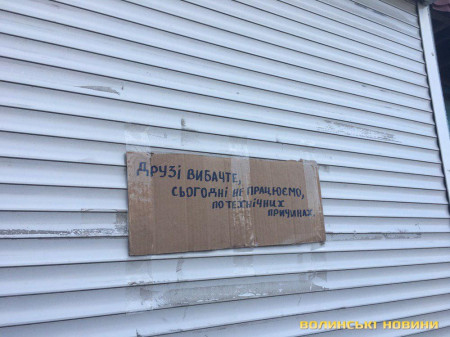 ДРУЗІ ВИБАЧТЕ,
СЬОГОДНІ НЕ ПРАЦЮЄМО,
ПО ТЕХНІЧНИХ
ПРИЧИНАХ.
ВОЛИНСЬКІ НОВИНИ